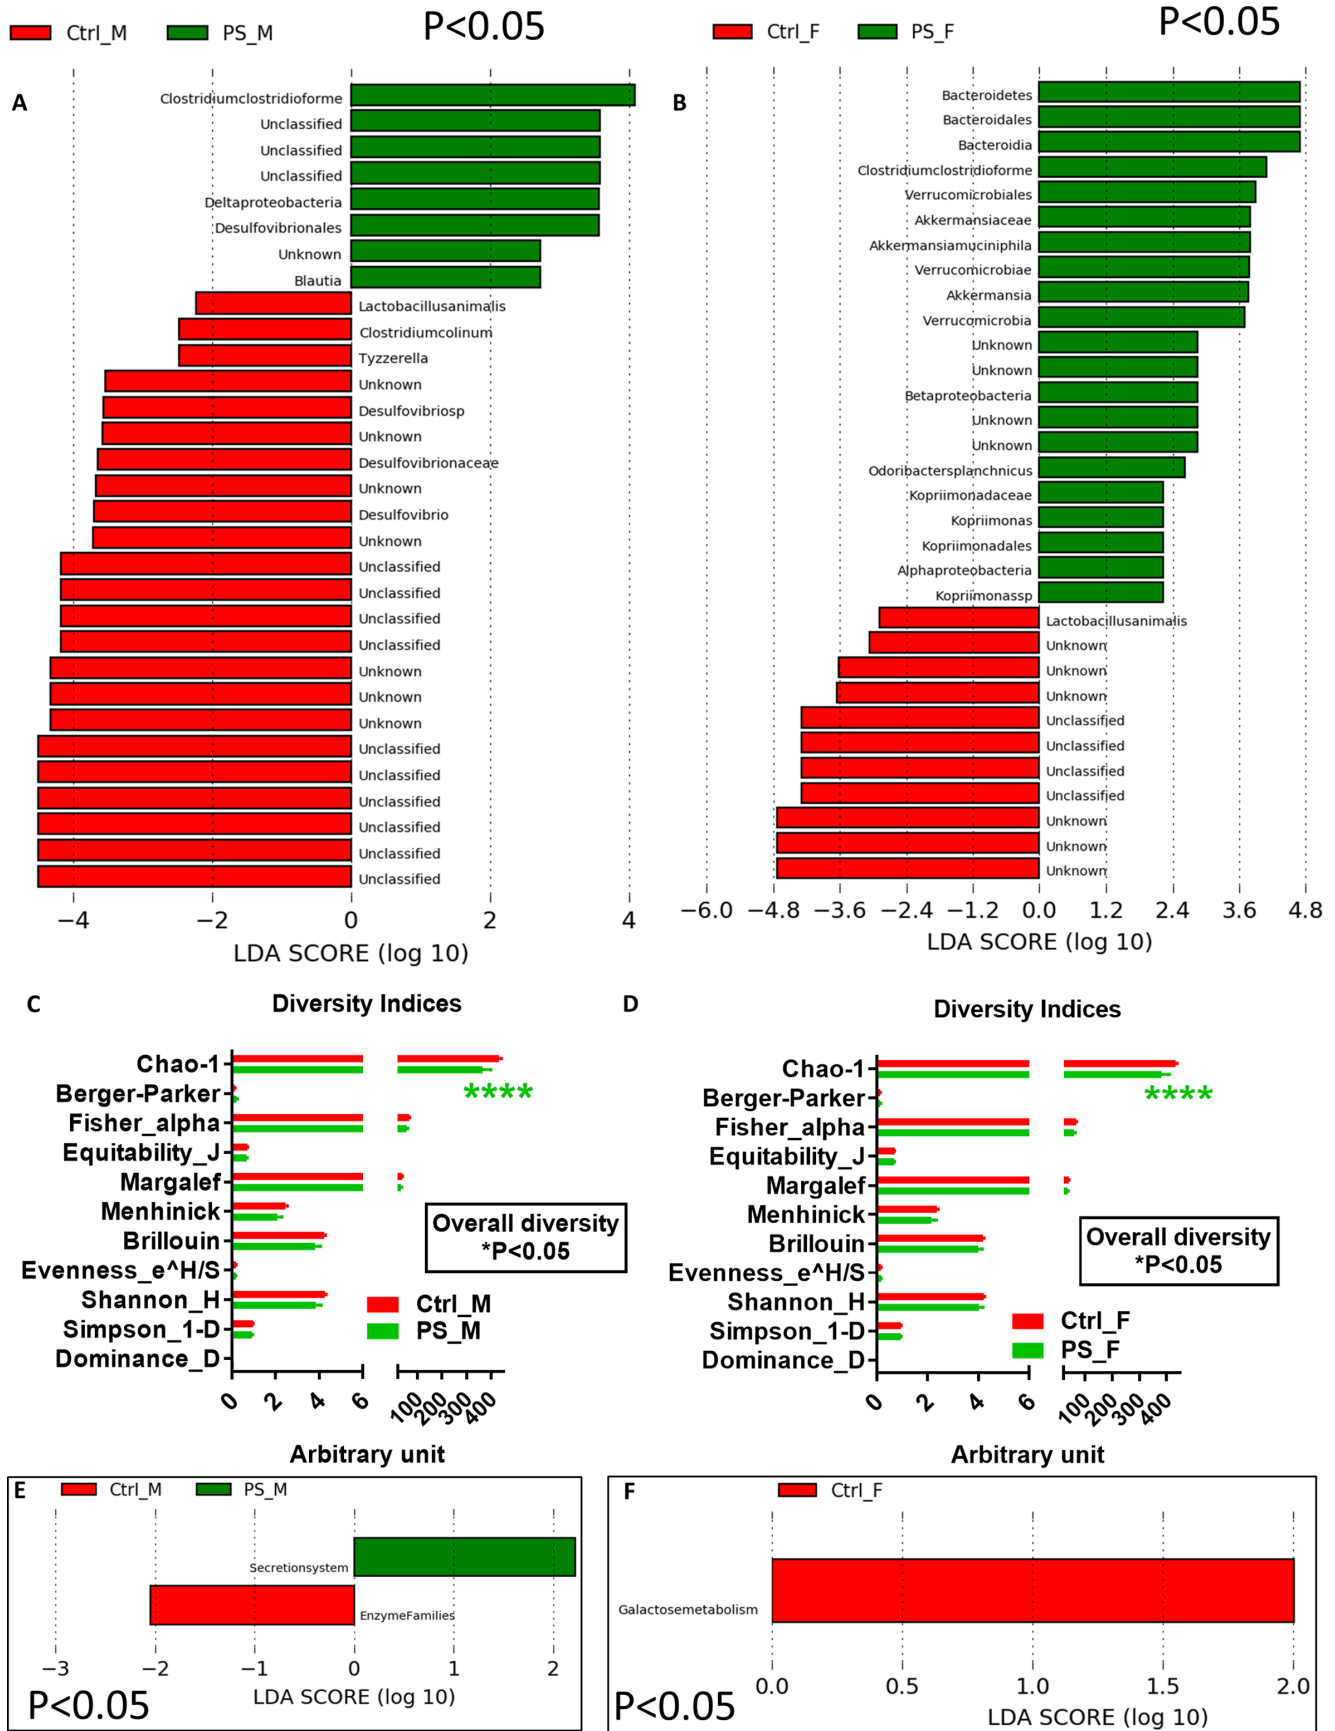 Ctrl_M PS_M P<0.05
A
Clostridiumclostridioforme
Unclassified
Unclassified
Unclassified
Deltaproteobacteria
Desulfovibrionales
Unknown
Blautia
Lactobacillusanimalis
Clostridiumcolinum
Tyzzerella
Unknown
Desulfovibriosp
Unknown
Desulfovibrionaceae
Unknown
Desulfovibrio
Unknown
Unclassified
Unclassified
Unclassified
Unclassified
Unknown
Unknown
Unknown
Unclassified
Unclassified
Unclassified
Unclassified
Unclassified
Unclassified
−4 −2 0 2 4
LDA SCORE (log 10)
Ctrl_F PS_F P<0.05
B
Bacteroidetes
Bacteroidales
Bacteroidia
Clostridiumclostridioforme
Verrucomicrobiales
Akkermansiaceae
Akkermansiamuciniphila
Verrucomicrobiae
Akkermansia
Verrucomicrobia
Unknown
Unknown
Betaproteobacteria
Unknown
Unknown
Odoribactersplanchnicus
Kopriimonadaceae
Kopriimonas
Kopriimonadales
Alphaproteobacteria
Kopriimonassp
Lactobacillusanimalis
Unknown
Unknown
Unknown
Unclassified
Unclassified
Unclassified
Unclassified
Unknown
Unknown
Unknown
−6.0 −4.8 −3.6 −2.4 −1.2 0.0 1.2 2.4 3.6 4.8
LDA SCORE (log 10)
C
Diversity Indices
Chao-1
Berger-Parker
****
Fisher_alpha
Equitability_J
Margalef
Menhinick
Brillouin
Evenness_e^H/S
Shannon_H
Simpson_1-D
Dominance_D
Overall diversity
*P<0.05
Ctrl_M
PS_M
0 2 4 6 100 200 300 400
Arbitrary unit
D
Diversity Indices
Chao-1
Berger-Parker
****
Fisher_alpha
Equitability_J
Margalef
Menhinick
Brillouin
Evenness_e^H/S
Shannon_H
Simpson_1-D
Dominance_D
Overall diversity
*P<0.05
Ctrl_F
PS_F
0 2 4 6 100 200 300 400
Arbitrary unit
E
Ctrl_M PS_M
Secretionsystem
EnzymeFamilies
−3 −2 −1 0 1 2
LDA SCORE (log 10)
P<0.05
F
Ctrl_F
Galactosemetabolism
0.0 0.5 1.0 1.5 2.0
P<0.05
LDA SCORE (log 10)